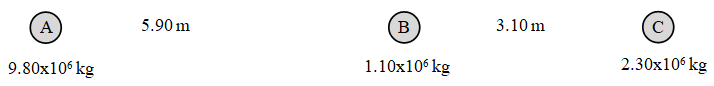 A 5.90 m B 3.10 m C
9.80x10⁶ kg 1.10x10⁶ kg 2.30x10⁶ kg